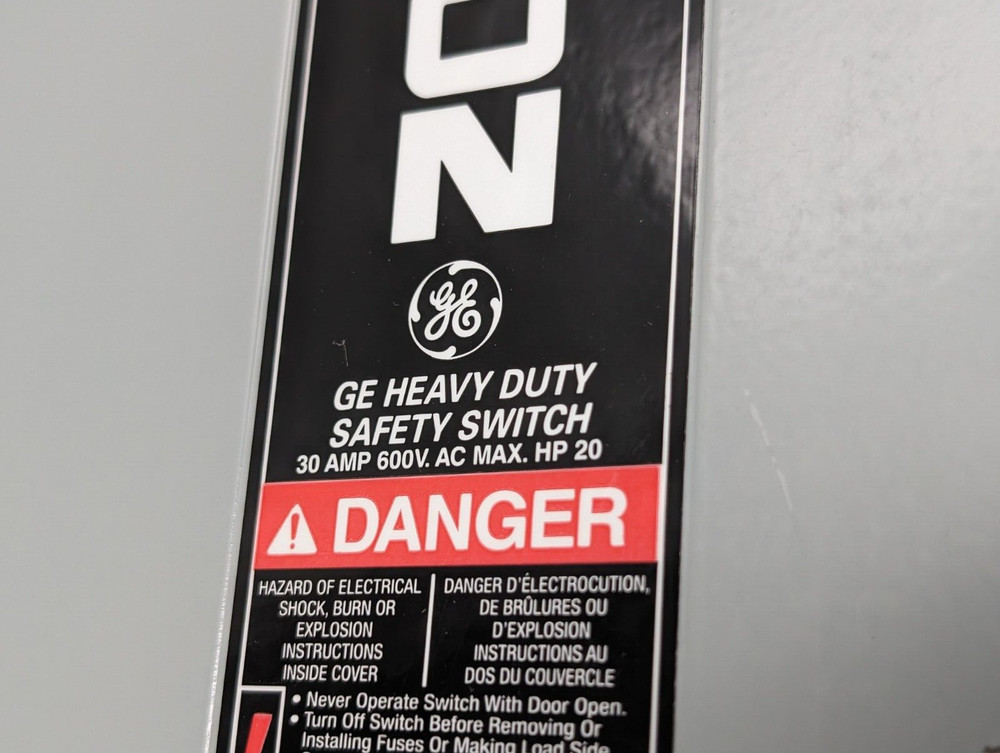 ON
GE
GE HEAVY DUTY
SAFETY SWITCH
30 AMP 600V. AC MAX. HP 20
DANGER
HAZARD OF ELECTRICAL
SHOCK, BURN OR
EXPLOSION
INSTRUCTIONS
INSIDE COVER
DANGER D'ÉLECTROCUTION,
DE BRÛLURES OU
D'EXPLOSION
INSTRUCTIONS AU
DOS DU COUVERCLE
• Never Operate Switch With Door Open.
• Turn Off Switch Before Removing Or
Installing Fuses Or Making Load Side